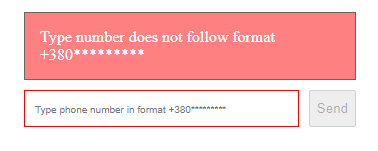 Type number does not follow format
+380*********
Type phone number in format +380*********
Send